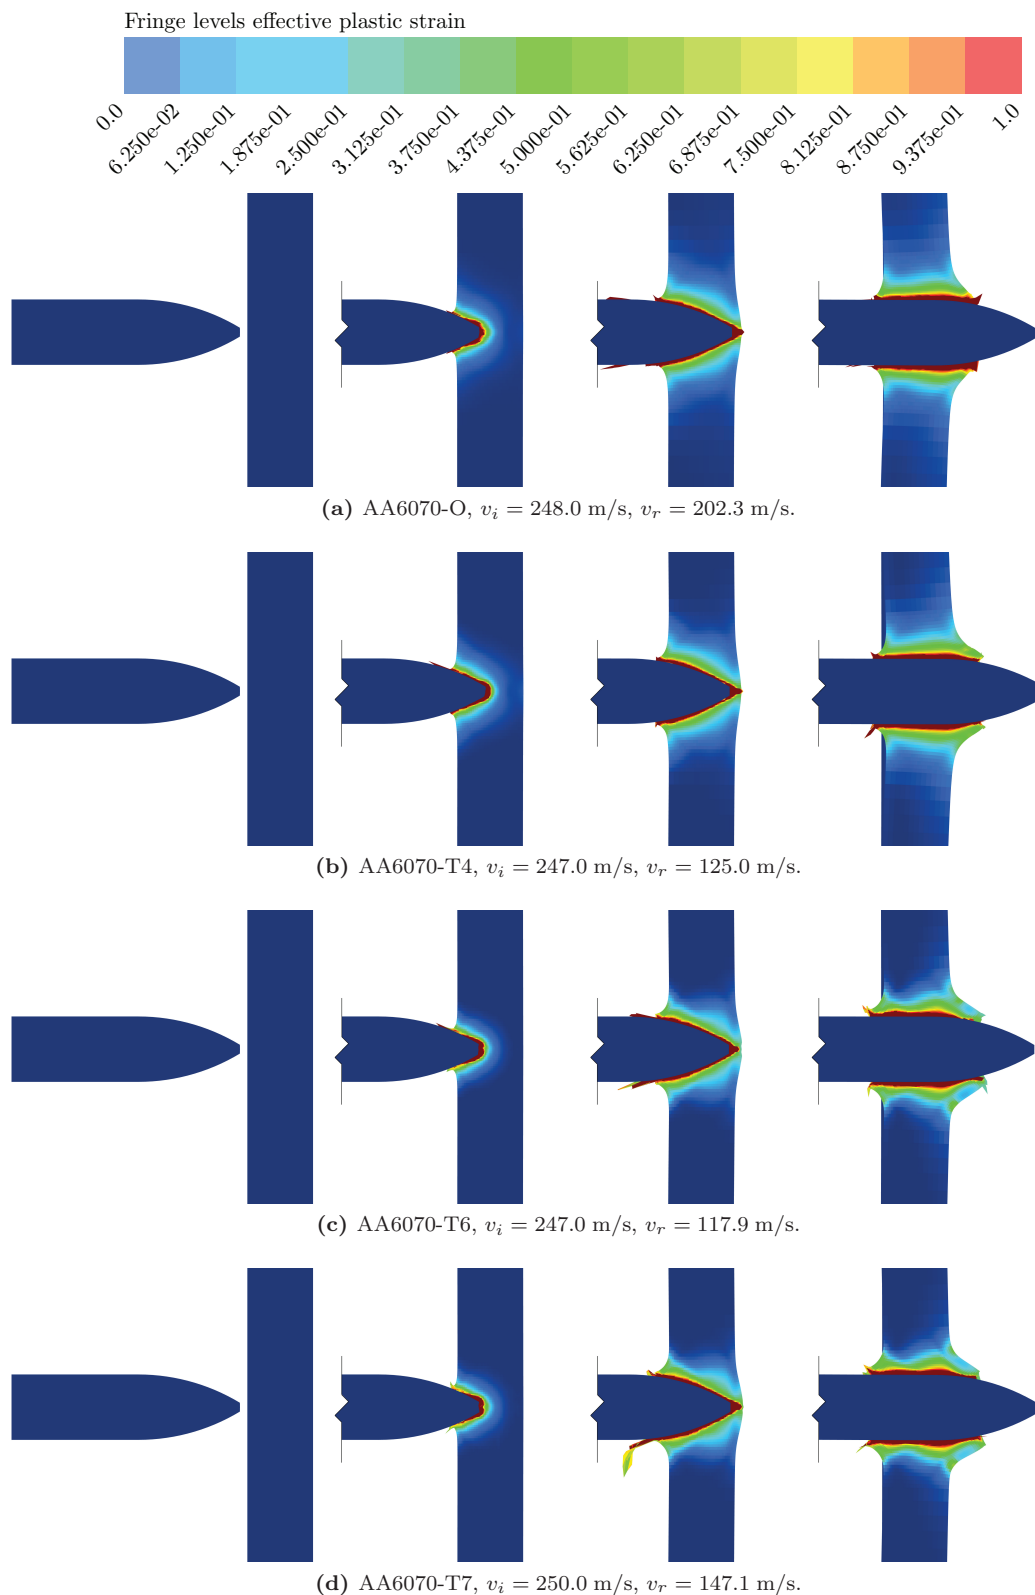 Fringe levels effective plastic strain
0.0
6.250e-02
1.250e-01
1.875e-01
2.500e-01
3.125e-01
3.750e-01
4.375e-01
5.000e-01
5.625e-01
6.250e-01
6.875e-01
7.500e-01
8.125e-01
8.750e-01
9.375e-01
1.0
(a) AA6070-O, v_i = 248.0 m/s, v_r = 202.3 m/s.
(b) AA6070-T4, v_i = 247.0 m/s, v_r = 125.0 m/s.
(c) AA6070-T6, v_i = 247.0 m/s, v_r = 117.9 m/s.
(d) AA6070-T7, v_i = 250.0 m/s, v_r = 147.1 m/s.